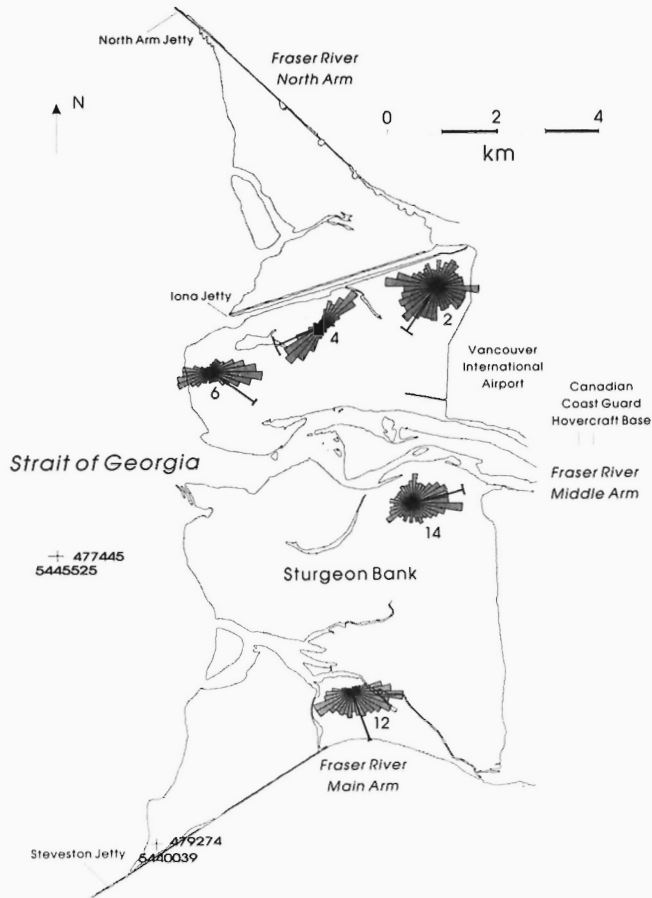 North Arm Jetty
Fraser River
North Arm
N
0 2 4
km
Iona Jetty
2
4
6
Vancouver
International
Airport
Canadian
Coast Guard
Hovercraft Base
Strait of Georgia
Fraser River
Middle Arm
14
477445
5445525
Sturgeon Bank
12
Fraser River
Main Arm
479274
5440039
Steveston Jetty